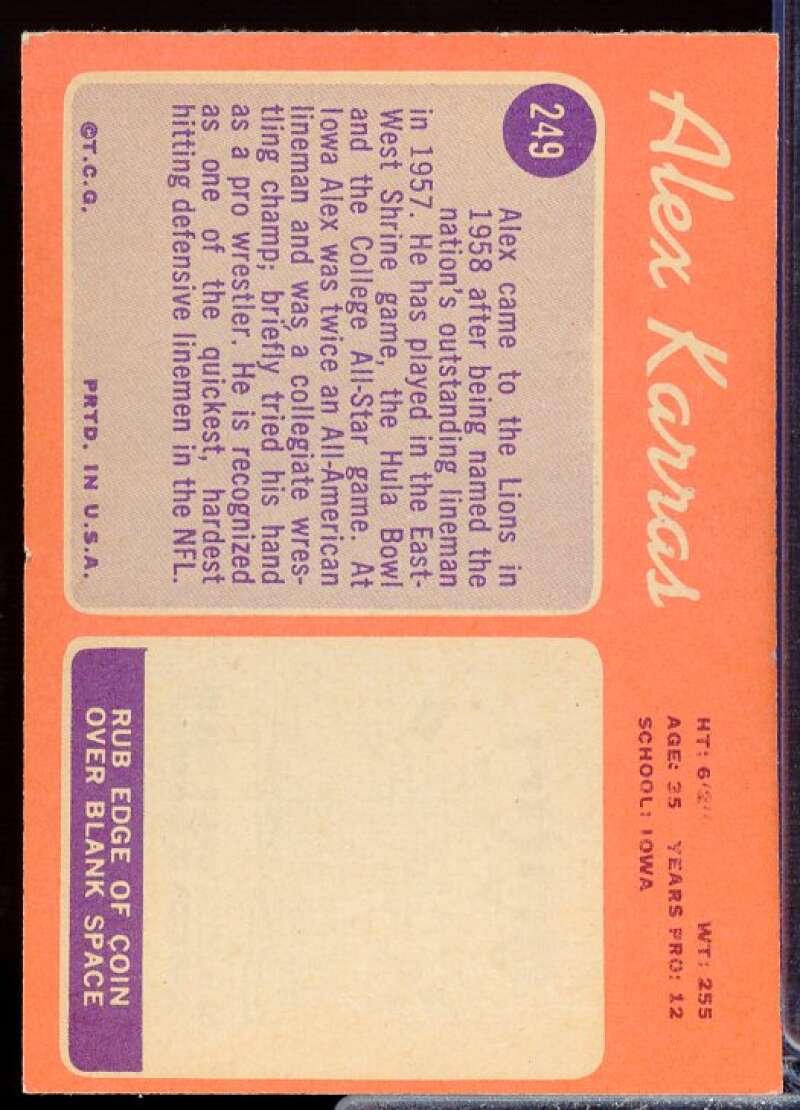 Alex Karras
HT: 6'2" WT: 255
AGE: 35 YEARS PRO: 12
SCHOOL: IOWA
249
Alex came to the Lions in
1958 after being named the
nation's outstanding lineman
in 1957. He has played in the East-
West Shrine game, the Hula Bowl
and the College All-Star game. At
Iowa Alex was twice an All-American
lineman and was a collegiate wres-
tling champ; briefly tried his hand
as a pro wrestler. He is recognized
as one of the quickest, hardest
hitting defensive linemen in the NFL.
©T.C.G. PRTD. IN U.S.A.
RUB EDGE OF COIN
OVER BLANK SPACE